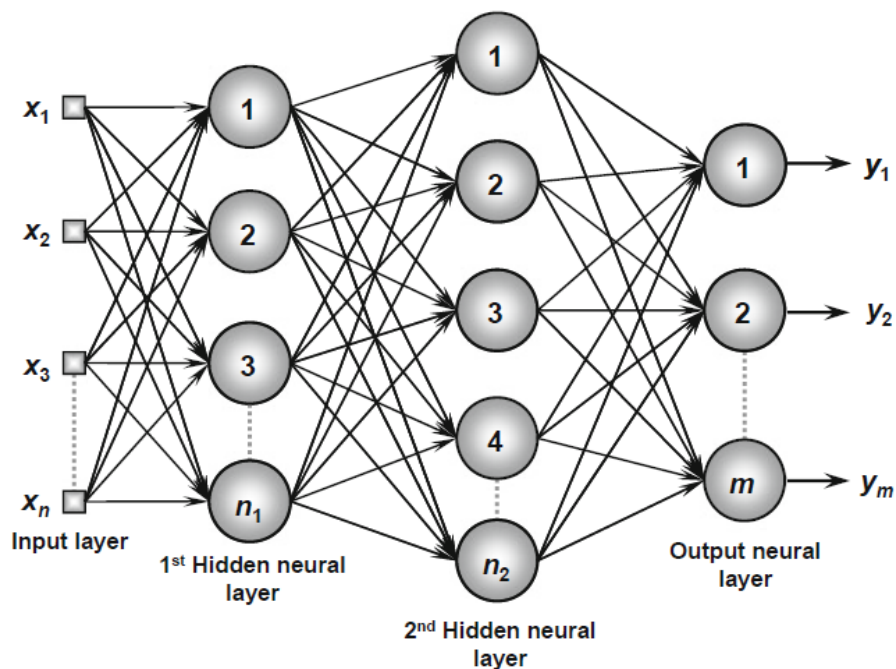 x1
x2
x3
xn
Input layer
1
2
3
n1
1st Hidden neural
layer
1
2
3
4
n2
2nd Hidden neural
layer
1
2
m
Output neural
layer
y1
y2
ym